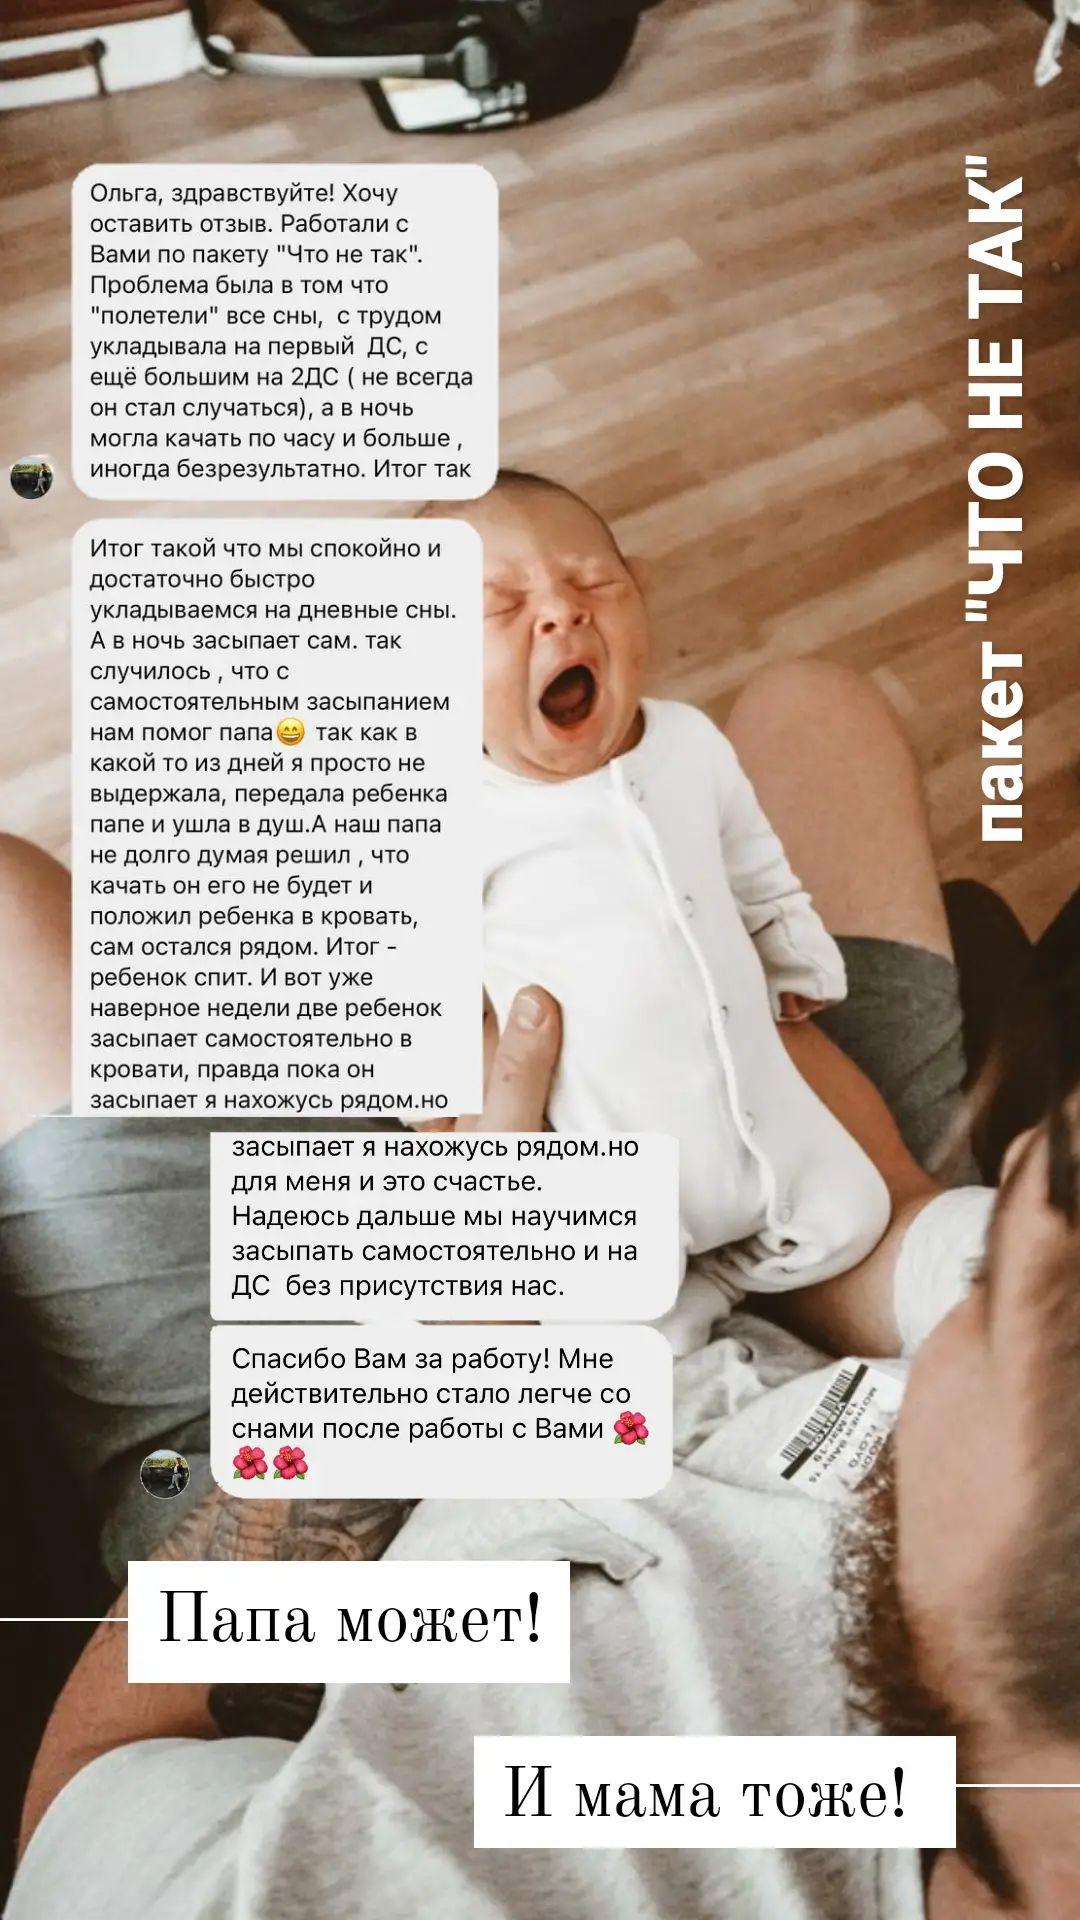 Ольга, здравствуйте! Хочу
оставить отзыв. Работали с
Вами по пакету "Что не так".
Проблема была в том что
"полетели" все сны, с трудом
укладывала на первый ДС, с
ещё большим на 2ДС ( не всегда
он стал случаться), а в ночь
могла качать по часу и больше ,
иногда безрезультатно. Итог так
Итог такой что мы спокойно и
достаточно быстро
укладываемся на дневные сны.
А в ночь засыпает сам. так
случилось , что с
самостоятельным засыпанием
нам помог папа😄 так как в
какой то из дней я просто не
выдержала, передала ребенка
папе и ушла в душ.А наш папа
не долго думая решил , что
качать он его не будет и
положил ребенка в кровать,
сам остался рядом. Итог -
ребенок спит. И вот уже
наверное недели две ребенок
засыпает самостоятельно в
кровати, правда пока он
засыпает я нахожусь рядом.но
засыпает я нахожусь рядом.но
для меня и это счастье.
Надеюсь дальше мы научимся
засыпать самостоятельно и на
ДС без присутствия нас.
Спасибо Вам за работу! Мне
действительно стало легче со
снами после работы с Вами 🌺
🌺🌺
пакет "ЧТО НЕ ТАК"
Папа может!
И мама тоже!